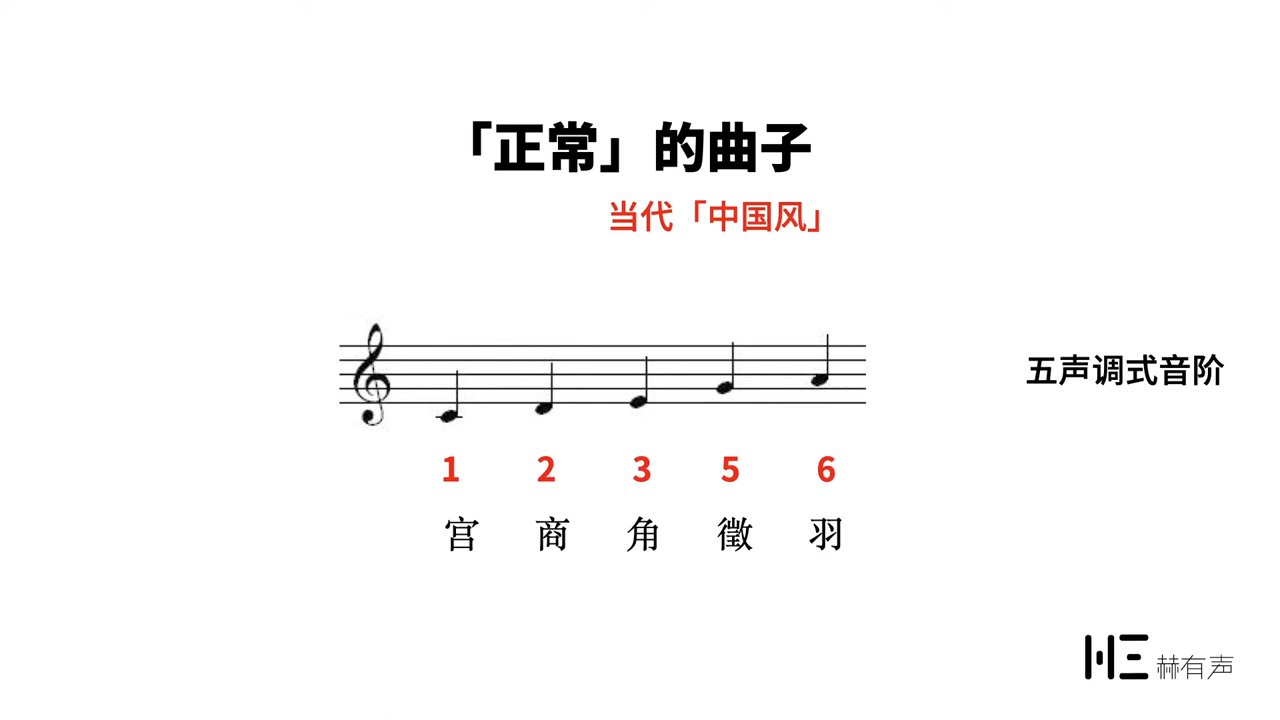 「正常」的曲子
当代「中国风」
五声调式音阶
1 2 3 5 6
宫 商 角 徵 羽
HE 赫有声